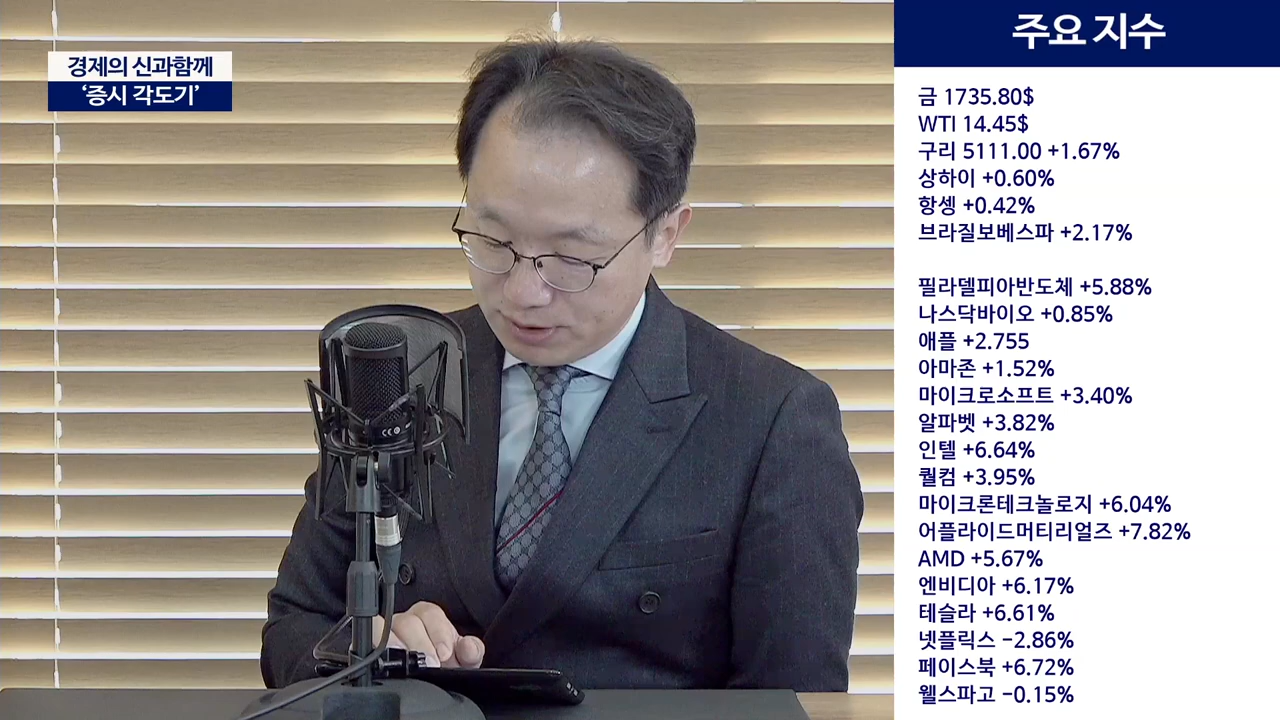 경제의 신과함께
‘증시 각도기’
주요 지수
금 1735.80$
WTI 14.45$
구리 5111.00 +1.67%
상하이 +0.60%
항셍 +0.42%
브라질보베스파 +2.17%
필라델피아반도체 +5.88%
나스닥바이오 +0.85%
애플 +2.755
아마존 +1.52%
마이크로소프트 +3.40%
알파벳 +3.82%
인텔 +6.64%
퀄컴 +3.95%
마이크론테크놀로지 +6.04%
어플라이드머티리얼즈 +7.82%
AMD +5.67%
엔비디아 +6.17%
테슬라 +6.61%
넷플릭스 -2.86%
페이스북 +6.72%
웰스파고 -0.15%